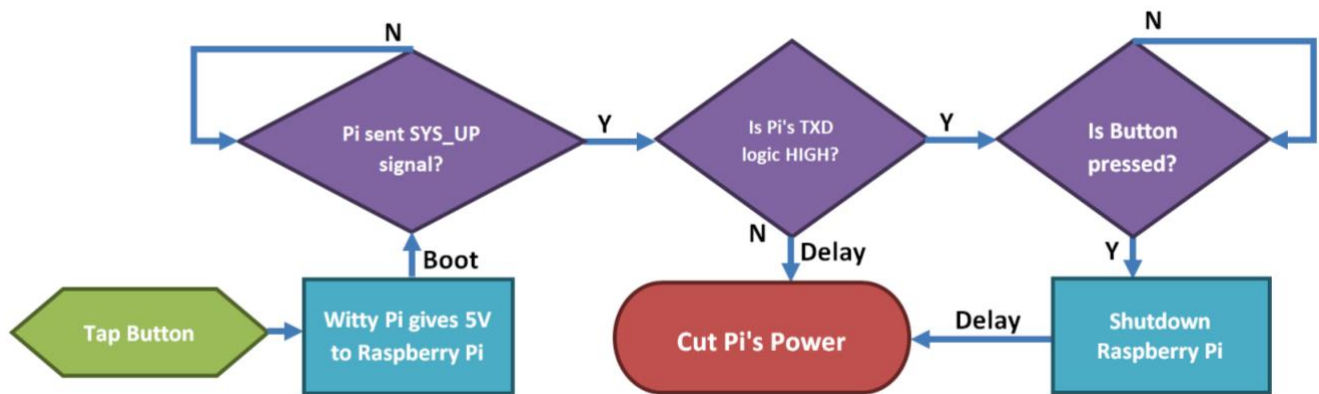 N
N
Pi sent SYS_UP
signal?
Y
Is Pi's TXD
logic HIGH?
Y
Is Button
pressed?
N
Delay
Y
Boot
Tap Button
Witty Pi gives 5V
to Raspberry Pi
Cut Pi's Power
Delay
Shutdown
Raspberry Pi